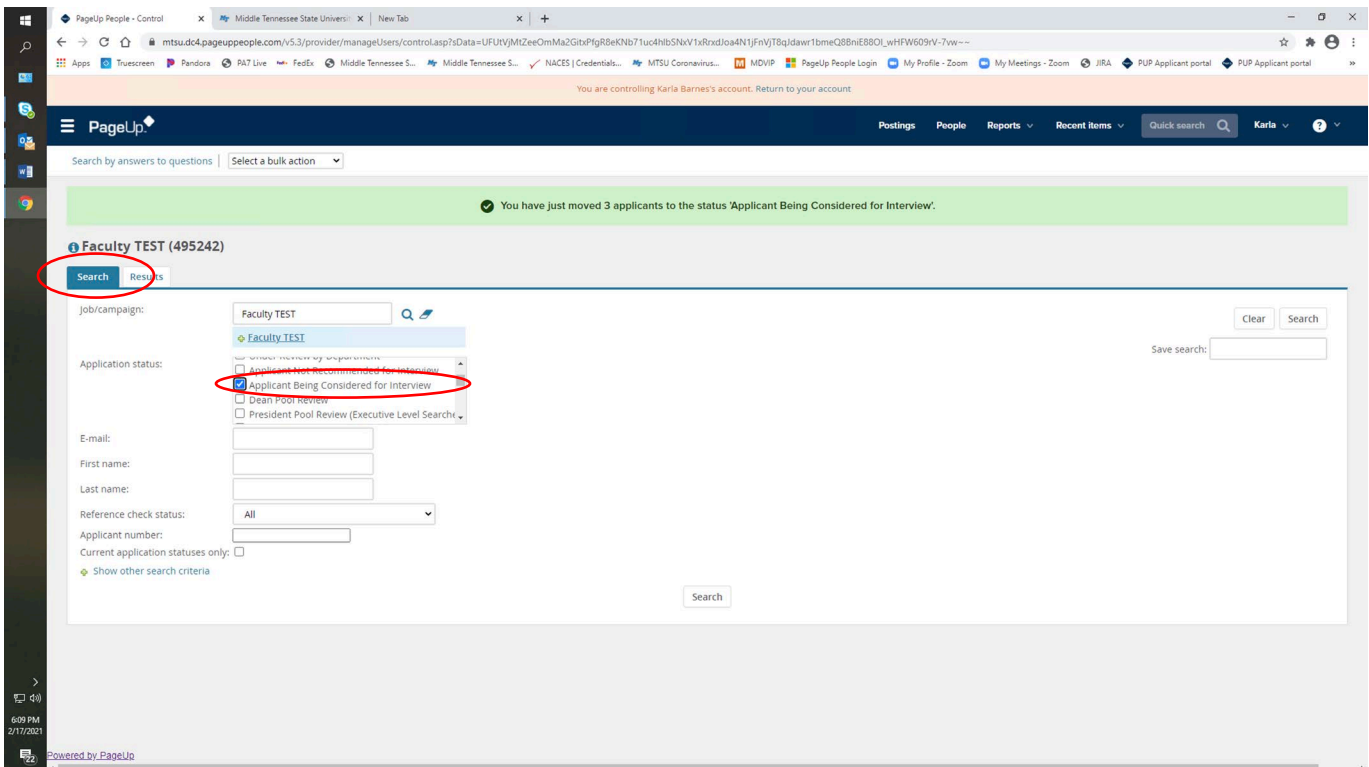 PageUp People - Control
Middle Tennessee State Universi
New Tab
mtsu.dc4.pageuppeople.com/v5.3/provider/manageUsers/control.asp?sData=
Apps Truescreen Pandora PA7 Live FedEx Middle Tennessee S... Middle Tennessee S... NACES | Credentials... MTSU Coronavirus... MDVIP PageUp People Login My Profile - Zoom My Meetings - Zoom JIRA PUP Applicant portal PUP Applicant portal »
You are controlling Karla Barnes's account. Return to your account
PageUp. Postings People Reports Recent items Quick search Karla ?
Search by answers to questions | Select a bulk action
You have just moved 3 applicants to the status 'Applicant Being Considered for Interview'.
Faculty TEST (495242)
Search Results
Job/campaign: Faculty TEST
Clear Search
Faculty TEST
Save search:
Under Review by Department
Application status:
Applicant Not Recommended for Interview
Applicant Being Considered for Interview
Dean Pool Review
President Pool Review (Executive Level Searche
E-mail:
First name:
Last name:
Reference check status: All
Applicant number:
Current application statuses only:
Show other search criteria
Search
6:09 PM
2/17/2021
22
Powered by PageUp